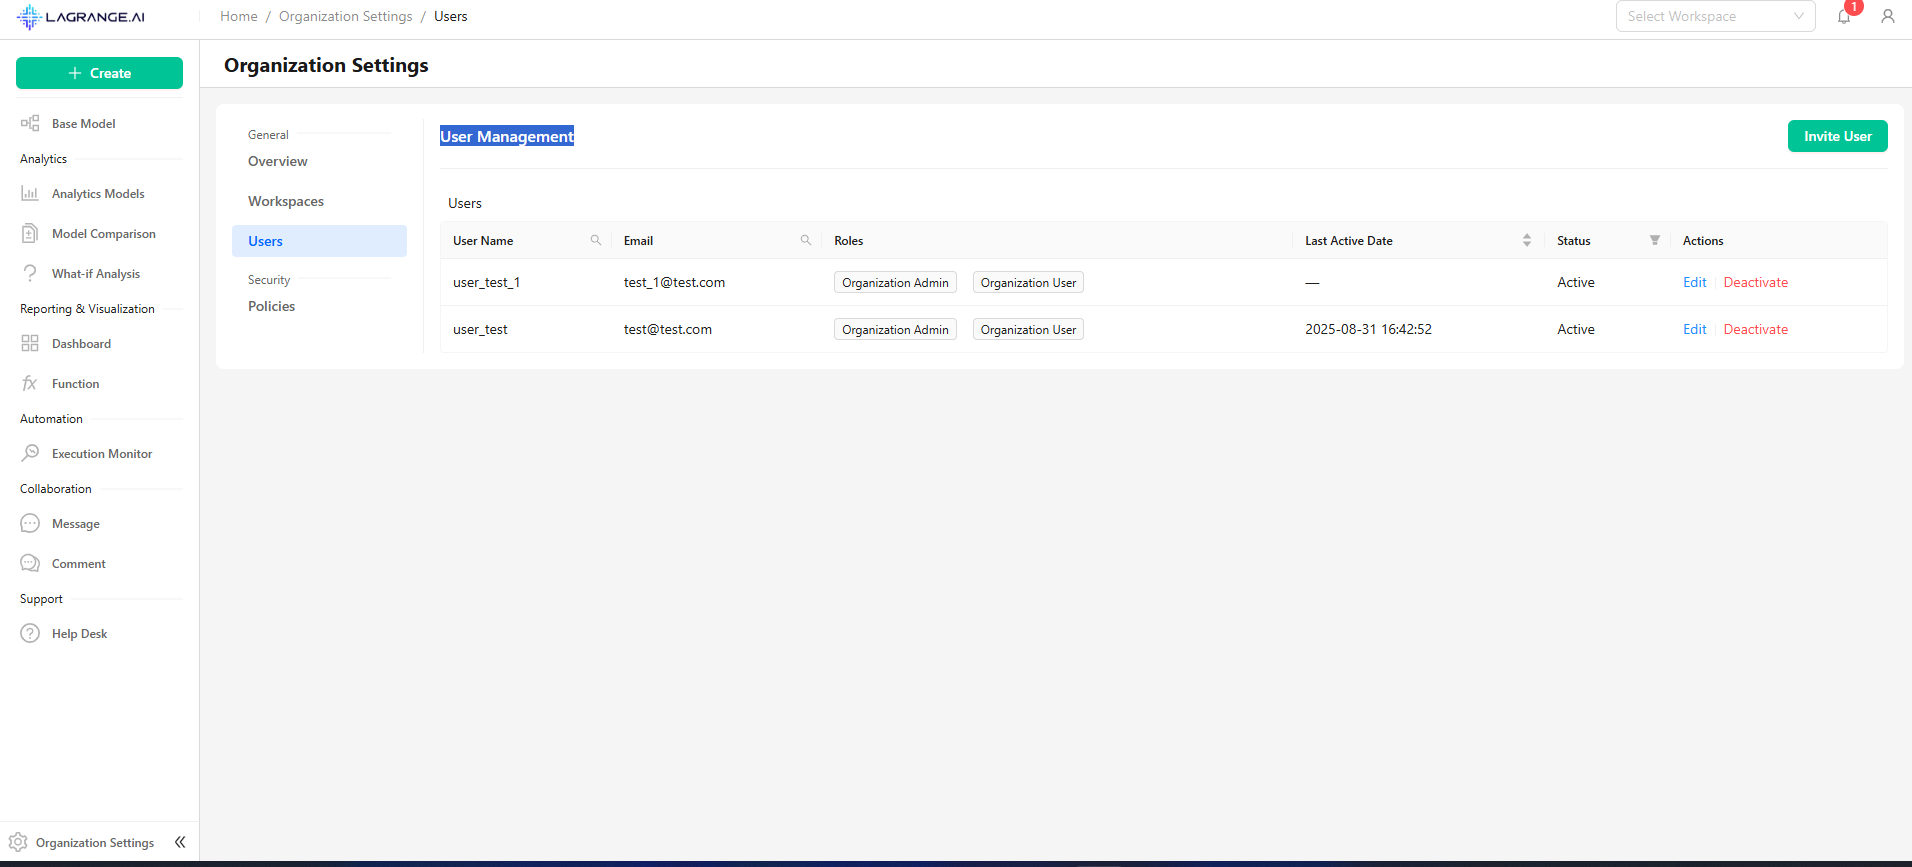 LAGRANGE.AI
Home / Organization Settings / Users
Select Workspace
1
Create
Base Model
Analytics
Analytics Models
Model Comparison
What-if Analysis
Reporting & Visualization
Dashboard
Function
Automation
Execution Monitor
Collaboration
Message
Comment
Support
Help Desk
Organization Settings
Organization Settings
General
Overview
Workspaces
Users
Security
Policies
User Management
Invite User
Users
User Name Email Roles Last Active Date Status Actions
user_test_1 test_1@test.com Organization Admin Organization User — Active Edit Deactivate
user_test test@test.com Organization Admin Organization User 2025-08-31 16:42:52 Active Edit Deactivate